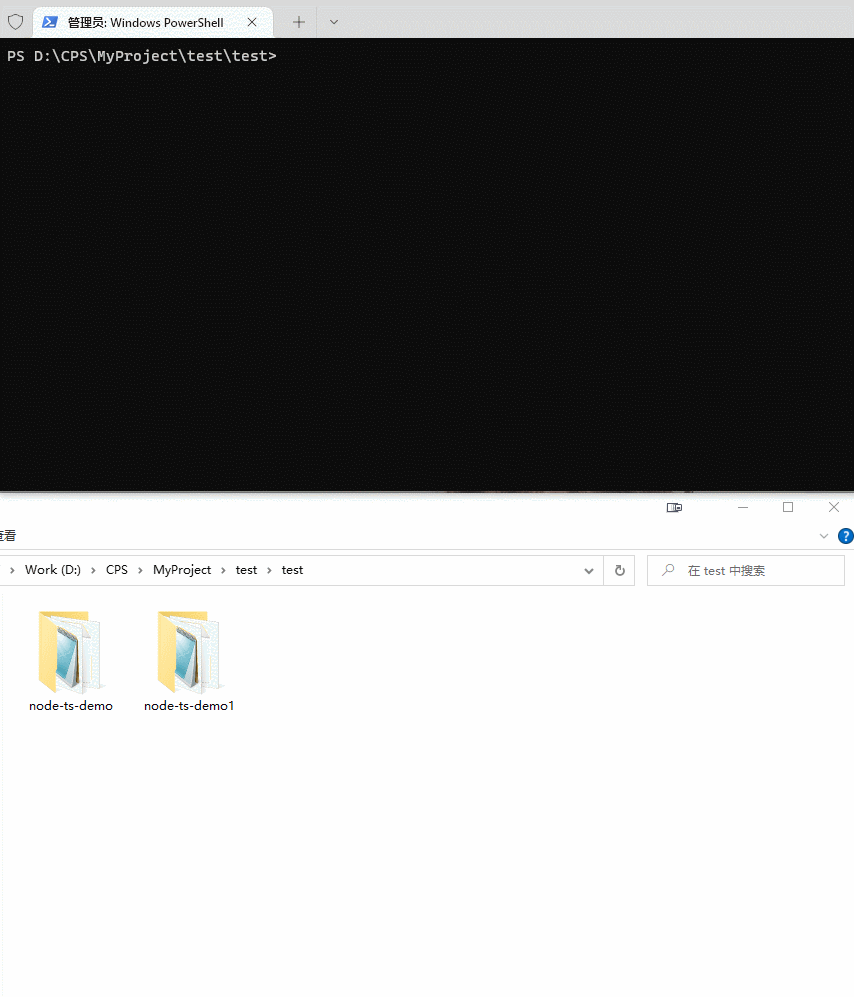 管理员: Windows PowerShell
PS D:\CPS\MyProject\test\test>
查看
?
Work (D:) CPS MyProject test test
在 test 中搜索
node-ts-demo node-ts-demo1